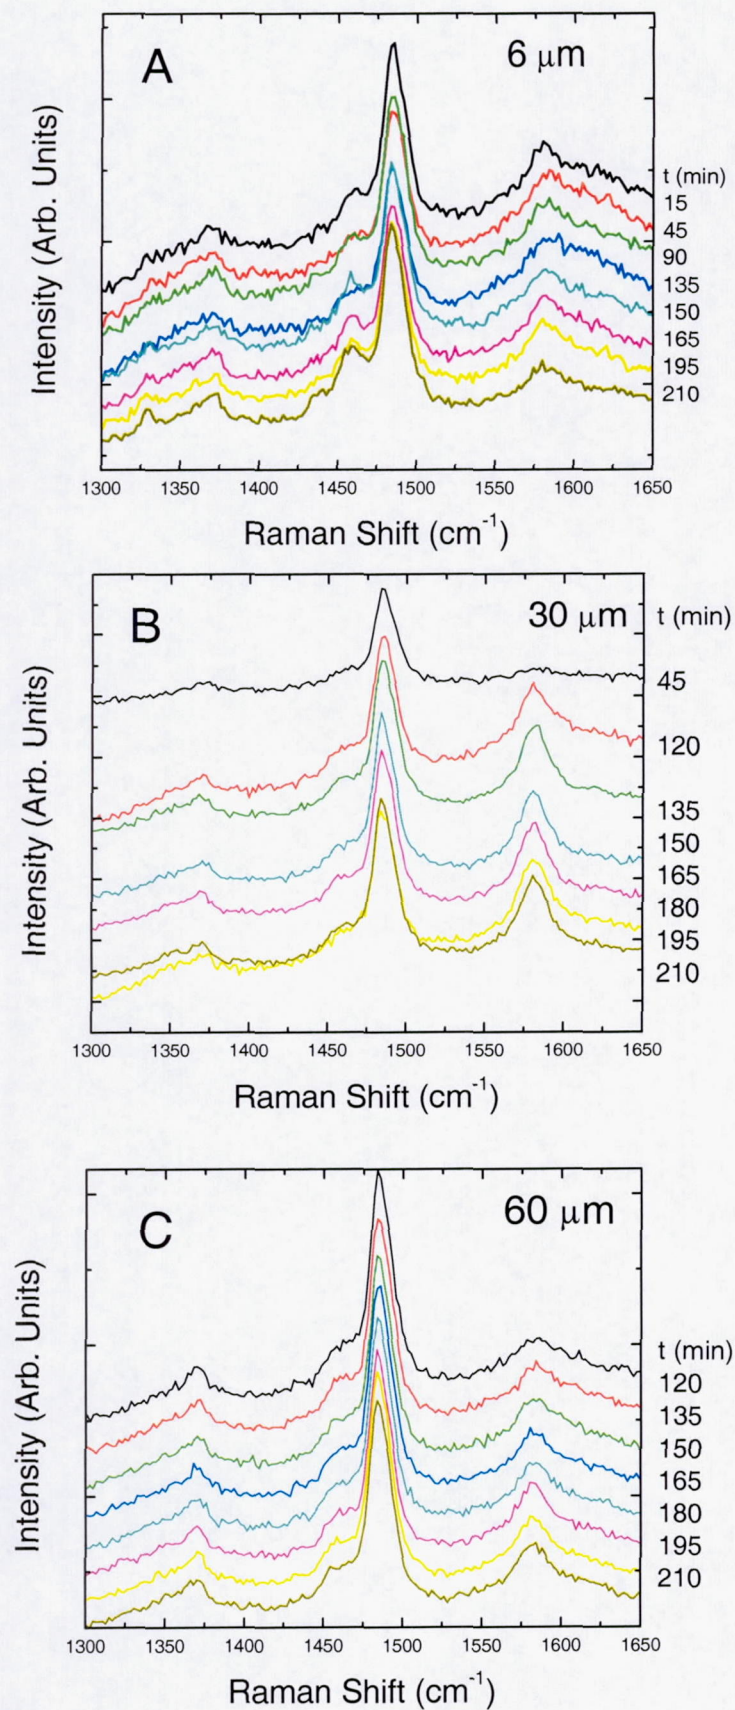 A
6 μm
Intensity (Arb. Units)
t (min)
15
45
90
135
150
165
195
210
1300 1350 1400 1450 1500 1550 1600 1650
Raman Shift (cm-1)
B
30 μm
t (min)
Intensity (Arb. Units)
45
120
135
150
165
180
195
210
1300 1350 1400 1450 1500 1550 1600 1650
Raman Shift (cm-1)
C
60 μm
Intensity (Arb. Units)
t (min)
120
135
150
165
180
195
210
1300 1350 1400 1450 1500 1550 1600 1650
Raman Shift (cm-1)